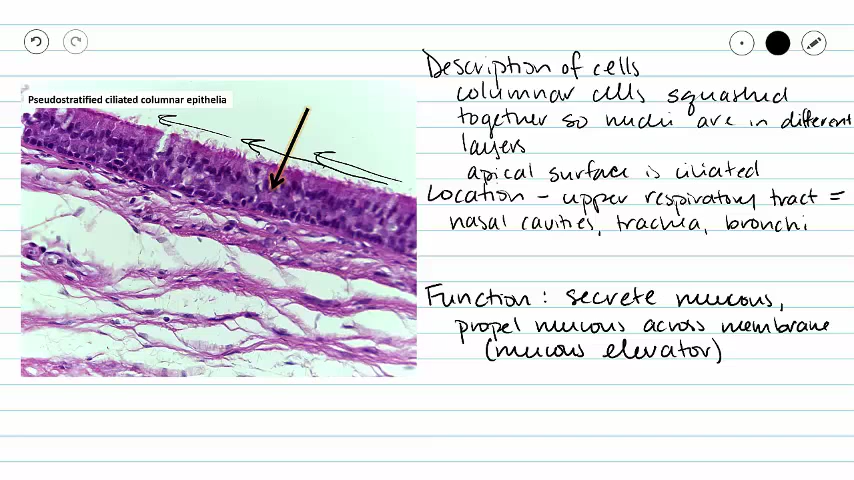 Pseudostratified ciliated columnar epithelia
Description of cells
columnar cells squashed
together so nuclei are in different
layers
apical surface is ciliated
Location - upper respiratory tract =
nasal cavities, trachea, bronchi
Function: secrete mucous,
propel mucous across membrane
(mucous elevator)